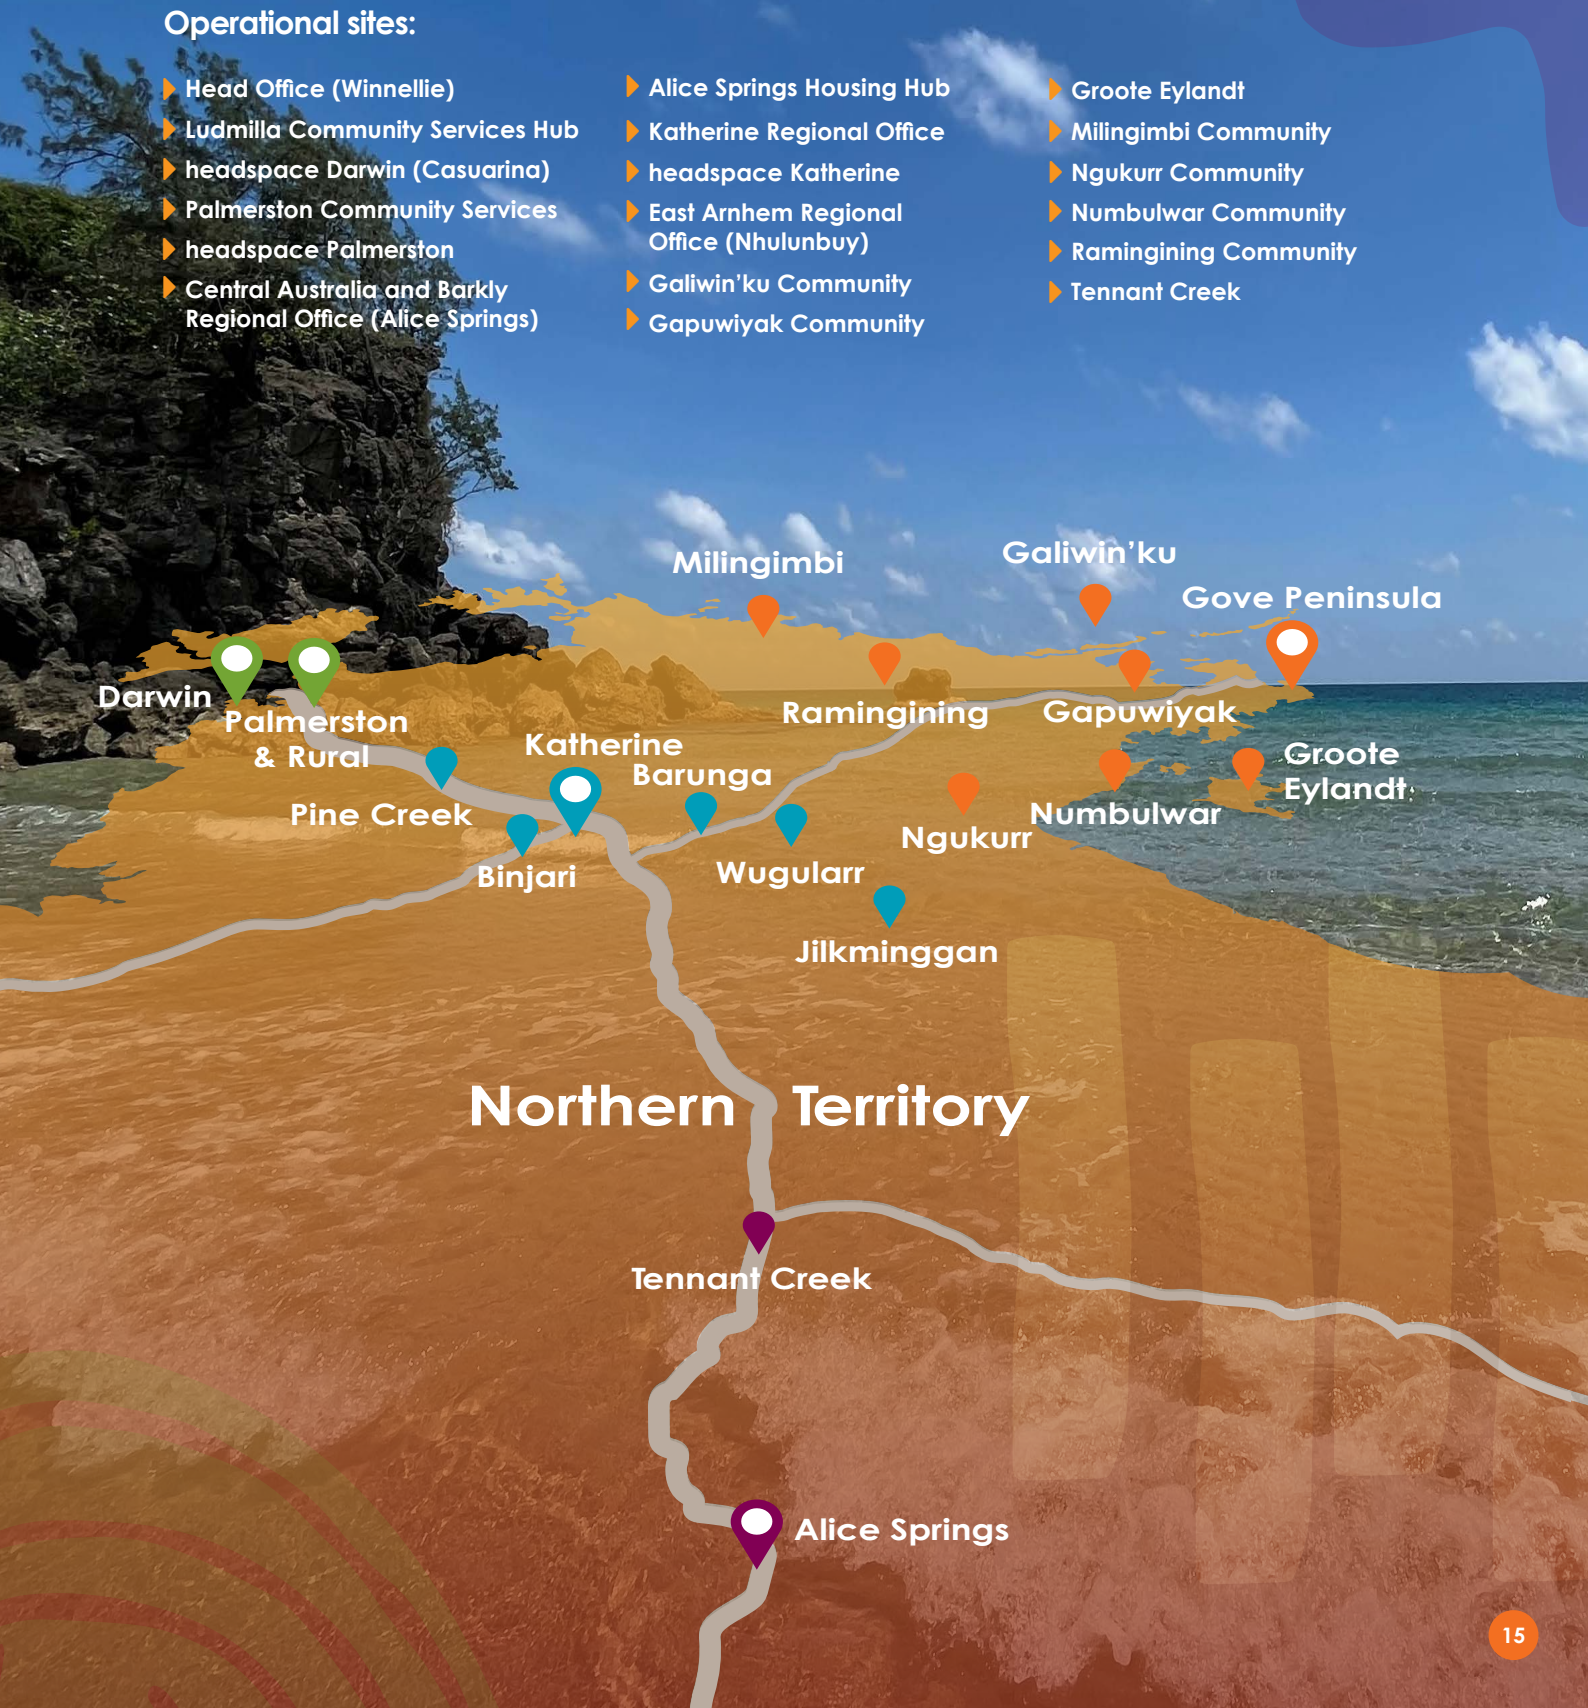 Operational sites:
Head Office (Winnellie)
Ludmilla Community Services Hub
headspace Darwin (Casuarina)
Palmerston Community Services
headspace Palmerston
Central Australia and Barkly
Regional Office (Alice Springs)
Alice Springs Housing Hub
Katherine Regional Office
headspace Katherine
East Arnhem Regional
Office (Nhulunbuy)
Galiwin’ku Community
Gapuwiyak Community
Groote Eylandt
Milingimbi Community
Ngukurr Community
Numbulwar Community
Ramingining Community
Tennant Creek
Milingimbi
Galiwin’ku
Gove Peninsula
Darwin
Palmerston
& Rural
Ramingining
Gapuwiyak
Katherine
Barunga
Groote
Eylandt
Pine Creek
Numbulwar
Ngukurr
Binjari
Wugularr
Jilkminggan
Northern Territory
Tennant Creek
Alice Springs
15